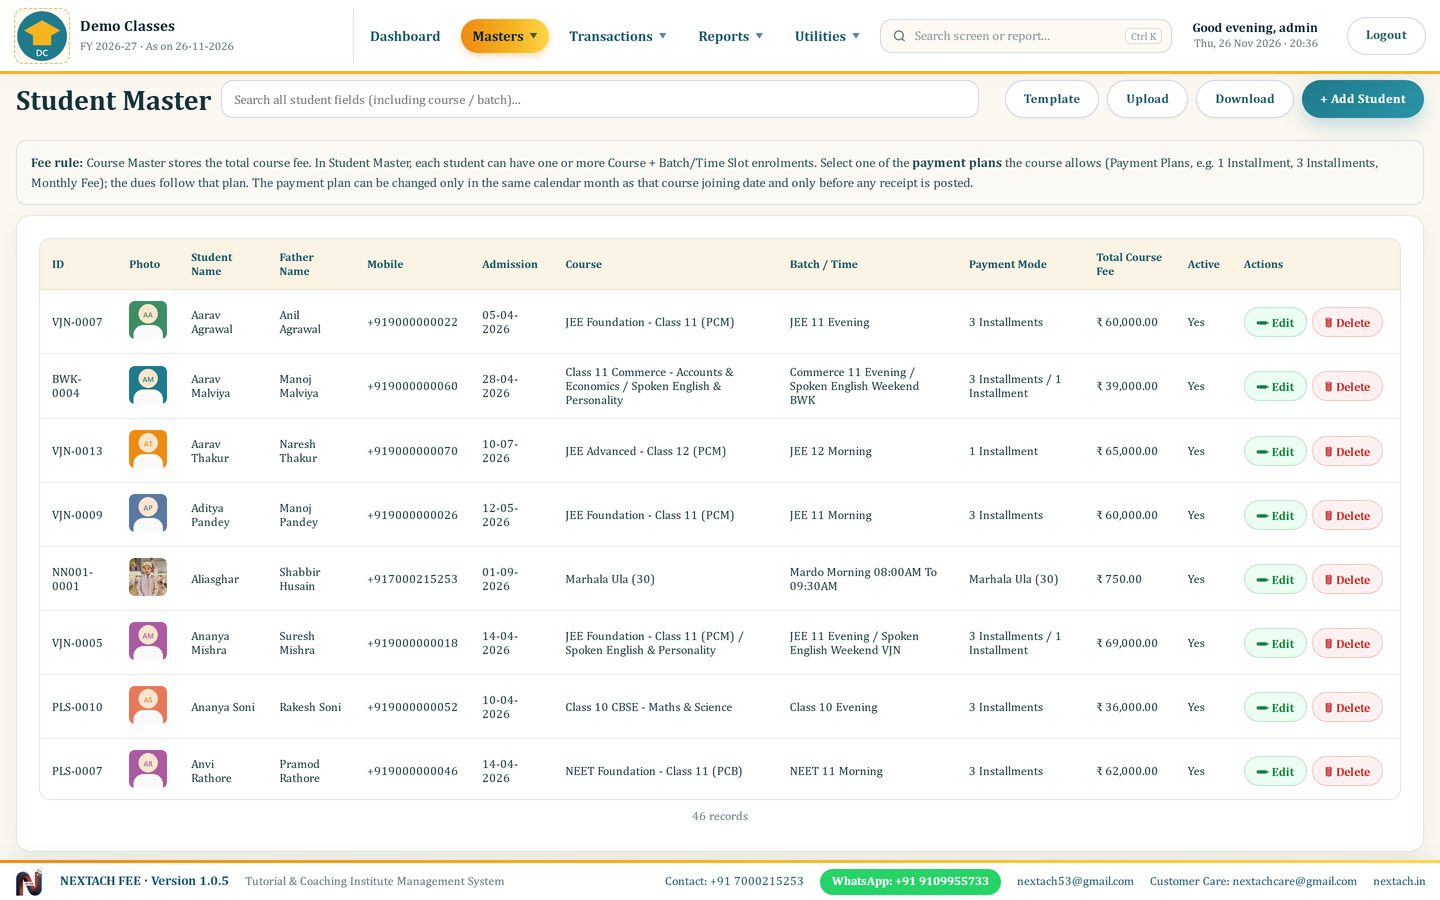 DC
Demo Classes
FY 2026-27 · As on 26-11-2026
Dashboard
Masters ▼
Transactions ▼
Reports ▼
Utilities ▼
Search screen or report...
Ctrl K
Good evening, admin
Thu, 26 Nov 2026 · 20:36
Logout
Student Master
Search all student fields (including course / batch)...
Template
Upload
Download
+ Add Student
Fee rule: Course Master stores the total course fee. In Student Master, each student can have one or more Course + Batch/Time Slot enrolments. Select one of the payment plans the course allows (Payment Plans, e.g. 1 Installment, 3 Installments,
Monthly Fee); the dues follow that plan. The payment plan can be changed only in the same calendar month as that course joining date and only before any receipt is posted.
ID
Photo
Student
Name
Father
Name
Mobile
Admission
Course
Batch / Time
Payment Mode
Total Course
Fee
Active
Actions
VJN-0007
AA
Aarav
Agrawal
Anil
Agrawal
+919000000022
05-04-
2026
JEE Foundation - Class 11 (PCM)
JEE 11 Evening
3 Installments
₹ 60,000.00
Yes
Edit
Delete
BWK-
0004
AM
Aarav
Malviya
Manoj
Malviya
+919000000060
28-04-
2026
Class 11 Commerce - Accounts &
Economics / Spoken English &
Personality
Commerce 11 Evening /
Spoken English Weekend
BWK
3 Installments / 1
Installment
₹ 39,000.00
Yes
Edit
Delete
VJN-0013
AT
Aarav
Thakur
Naresh
Thakur
+919000000070
10-07-
2026
JEE Advanced - Class 12 (PCM)
JEE 12 Morning
1 Installment
₹ 65,000.00
Yes
Edit
Delete
VJN-0009
AP
Aditya
Pandey
Manoj
Pandey
+919000000026
12-05-
2026
JEE Foundation - Class 11 (PCM)
JEE 11 Morning
3 Installments
₹ 60,000.00
Yes
Edit
Delete
NN001-
0001
Aliasghar
Shabbir
Husain
+917000215253
01-09-
2026
Marhala Ula (30)
Mardo Morning 08:00AM To
09:30AM
Marhala Ula (30)
₹ 750.00
Yes
Edit
Delete
VJN-0005
AM
Ananya
Mishra
Suresh
Mishra
+919000000018
14-04-
2026
JEE Foundation - Class 11 (PCM) /
Spoken English & Personality
JEE 11 Evening / Spoken
English Weekend VJN
3 Installments / 1
Installment
₹ 69,000.00
Yes
Edit
Delete
PLS-0010
AS
Ananya Soni
Rakesh Soni
+919000000052
10-04-
2026
Class 10 CBSE - Maths & Science
Class 10 Evening
3 Installments
₹ 36,000.00
Yes
Edit
Delete
PLS-0007
AR
Anvi
Rathore
Pramod
Rathore
+919000000046
14-04-
2026
NEET Foundation - Class 11 (PCB)
NEET 11 Morning
3 Installments
₹ 62,000.00
Yes
Edit
Delete
46 records
N
NEXTACH FEE · Version 1.0.5
Tutorial & Coaching Institute Management System
Contact: +91 7000215253
WhatsApp: +91 9109955733
nextach53@gmail.com
Customer Care: nextachcare@gmail.com
nextach.in